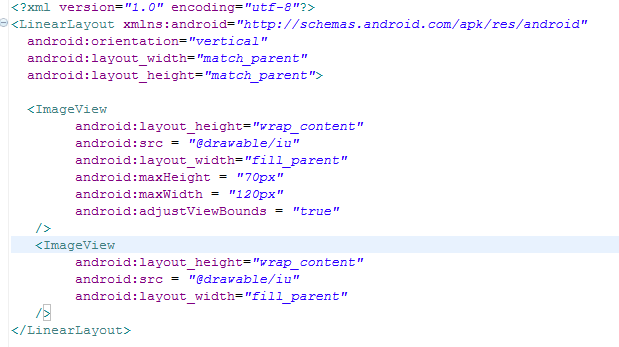 <?xml version="1.0" encoding="utf-8"?>
<LinearLayout xmlns:android="http://schemas.android.com/apk/res/android"
android:orientation="vertical"
android:layout_width="match_parent"
android:layout_height="match_parent">
<ImageView
android:layout_height="wrap_content"
android:src = "@drawable/iu"
android:layout_width="fill_parent"
android:maxHeight = "70px"
android:maxWidth = "120px"
android:adjustViewBounds = "true"
/>
<ImageView
android:layout_height="wrap_content"
android:src = "@drawable/iu"
android:layout_width="fill_parent"
/>
</LinearLayout>